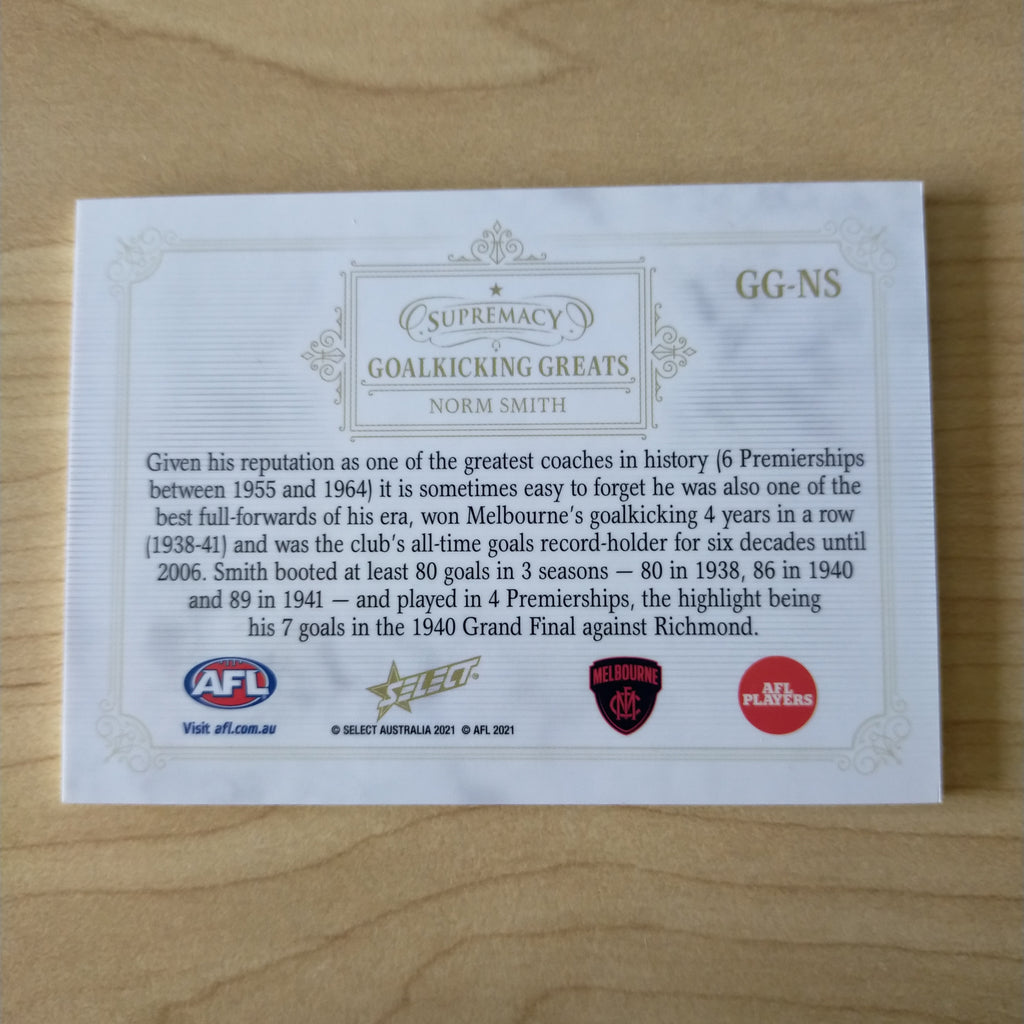 GG-NS
SUPREMACY
GOALKICKING GREATS
NORM SMITH
Given his reputation as one of the greatest coaches in history (6 Premierships
between 1955 and 1964) it is sometimes easy to forget he was also one of the
best full-forwards of his era, won Melbourne's goalkicking 4 years in a row
(1938-41) and was the club's all-time goals record-holder for six decades until
2006. Smith booted at least 80 goals in 3 seasons — 80 in 1938, 86 in 1940
and 89 in 1941 — and played in 4 Premierships, the highlight being
his 7 goals in the 1940 Grand Final against Richmond.
AFL
Visit afl.com.au
SELECT
© SELECT AUSTRALIA 2021 © AFL 2021
MELBOURNE
MFC
AFL
PLAYERS